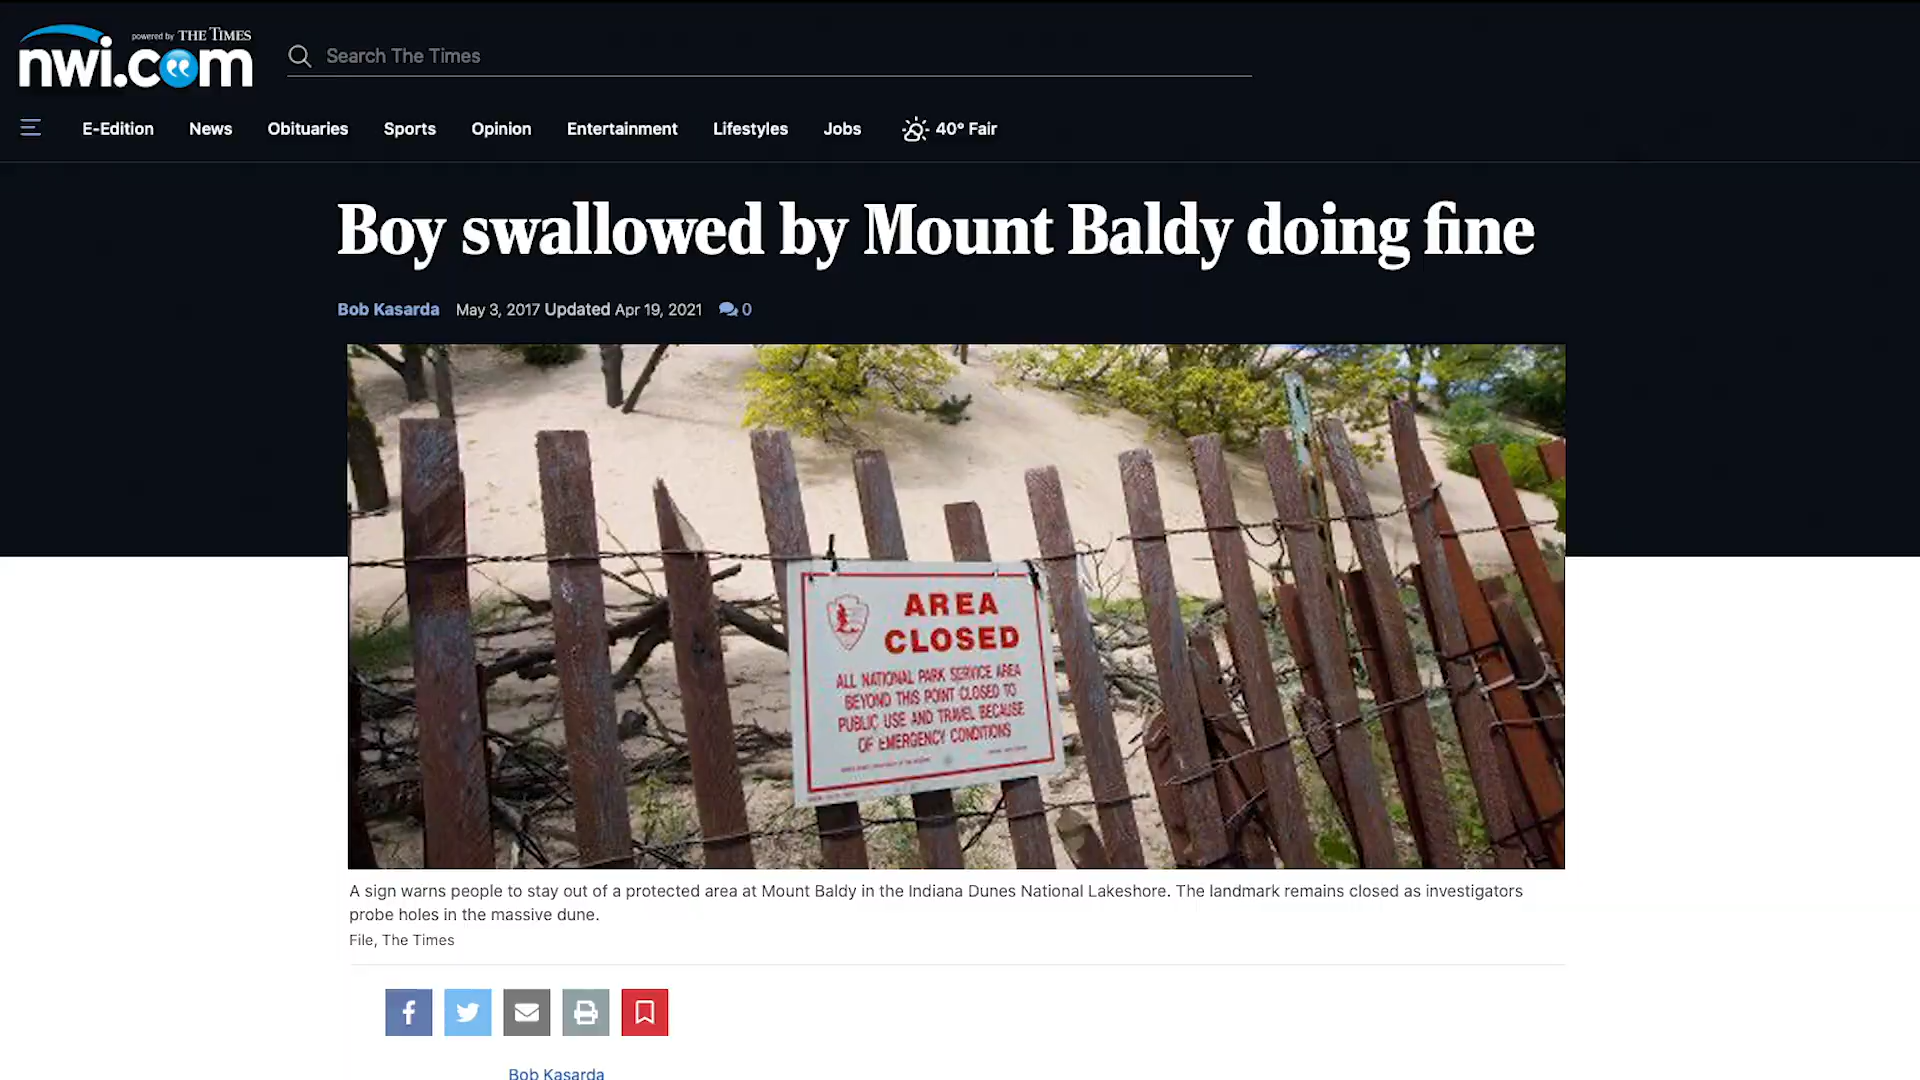 powered by THE TIMES
nwi.com
Search The Times
E-Edition News Obituaries Sports Opinion Entertainment Lifestyles Jobs 40° Fair
Boy swallowed by Mount Baldy doing fine
Bob Kasarda May 3, 2017 Updated Apr 19, 2021 0
AREA
CLOSED
ALL NATIONAL PARK SERVICE AREA
BEYOND THIS POINT CLOSED TO
PUBLIC USE AND TRAVEL BECAUSE
OF EMERGENCY CONDITIONS
A sign warns people to stay out of a protected area at Mount Baldy in the Indiana Dunes National Lakeshore. The landmark remains closed as investigators
probe holes in the massive dune.
File, The Times
Bob Kasarda